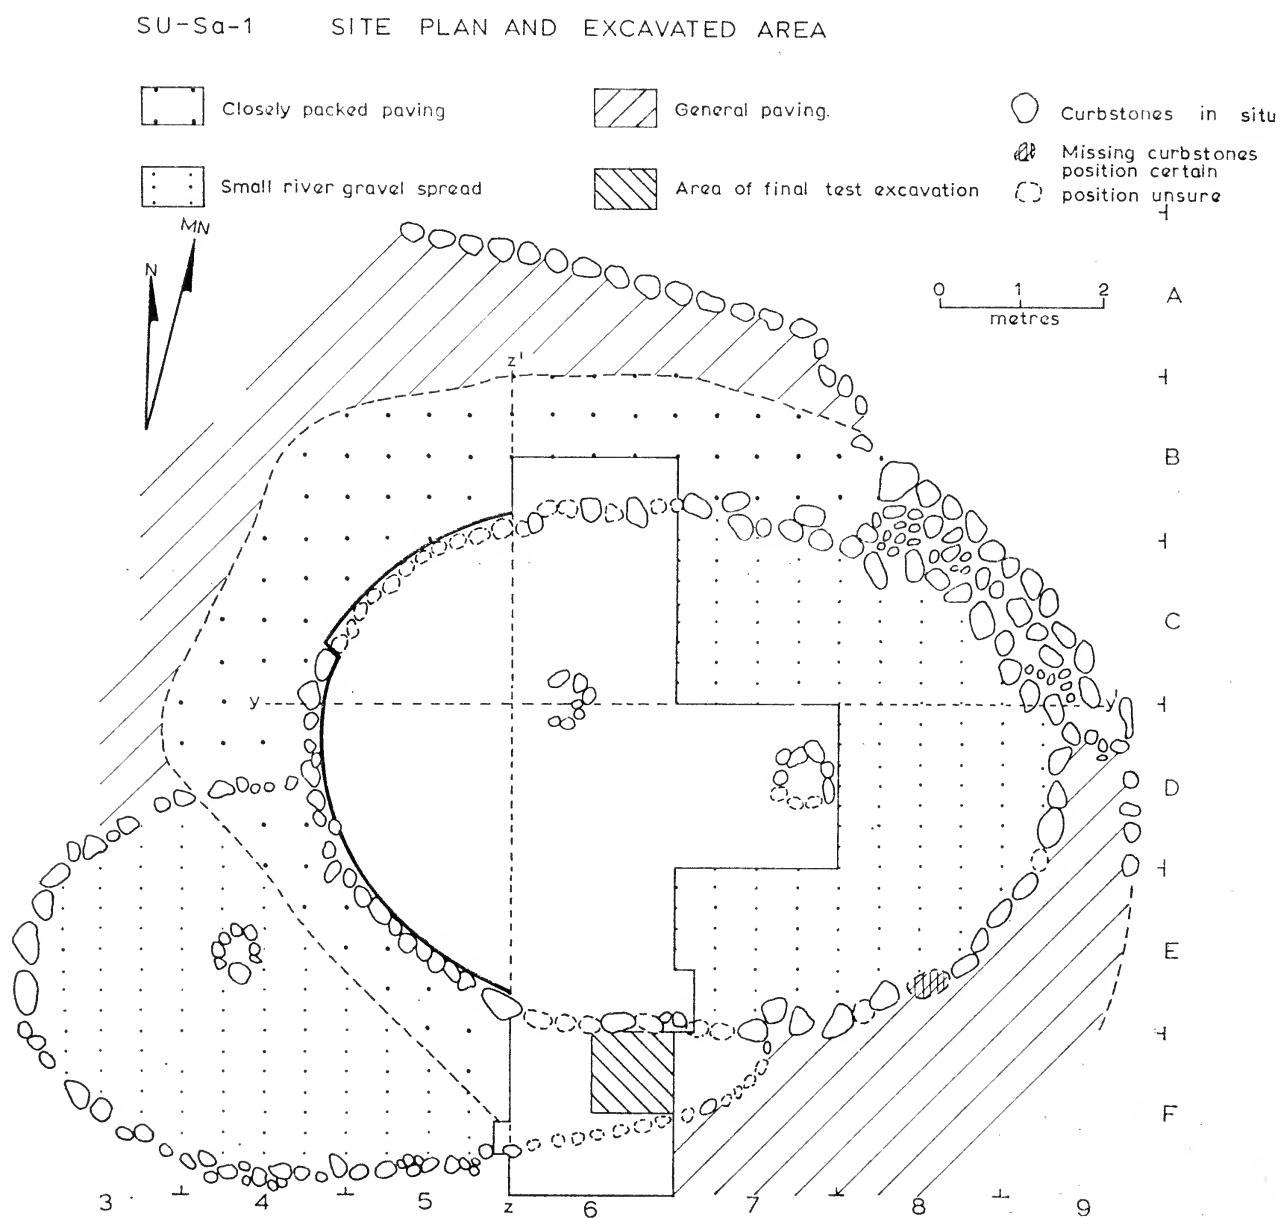 SU-Sa-1 SITE PLAN AND EXCAVATED AREA
Closely packed paving
General paving.
Curbstones in situ
Missing curbstones
position certain
Small river gravel spread
Area of final test excavation
position unsure
MN
N
0 1 2
metres
A
z'
B
C
y
y'
D
E
F
3 4 5 z 6 7 8 9